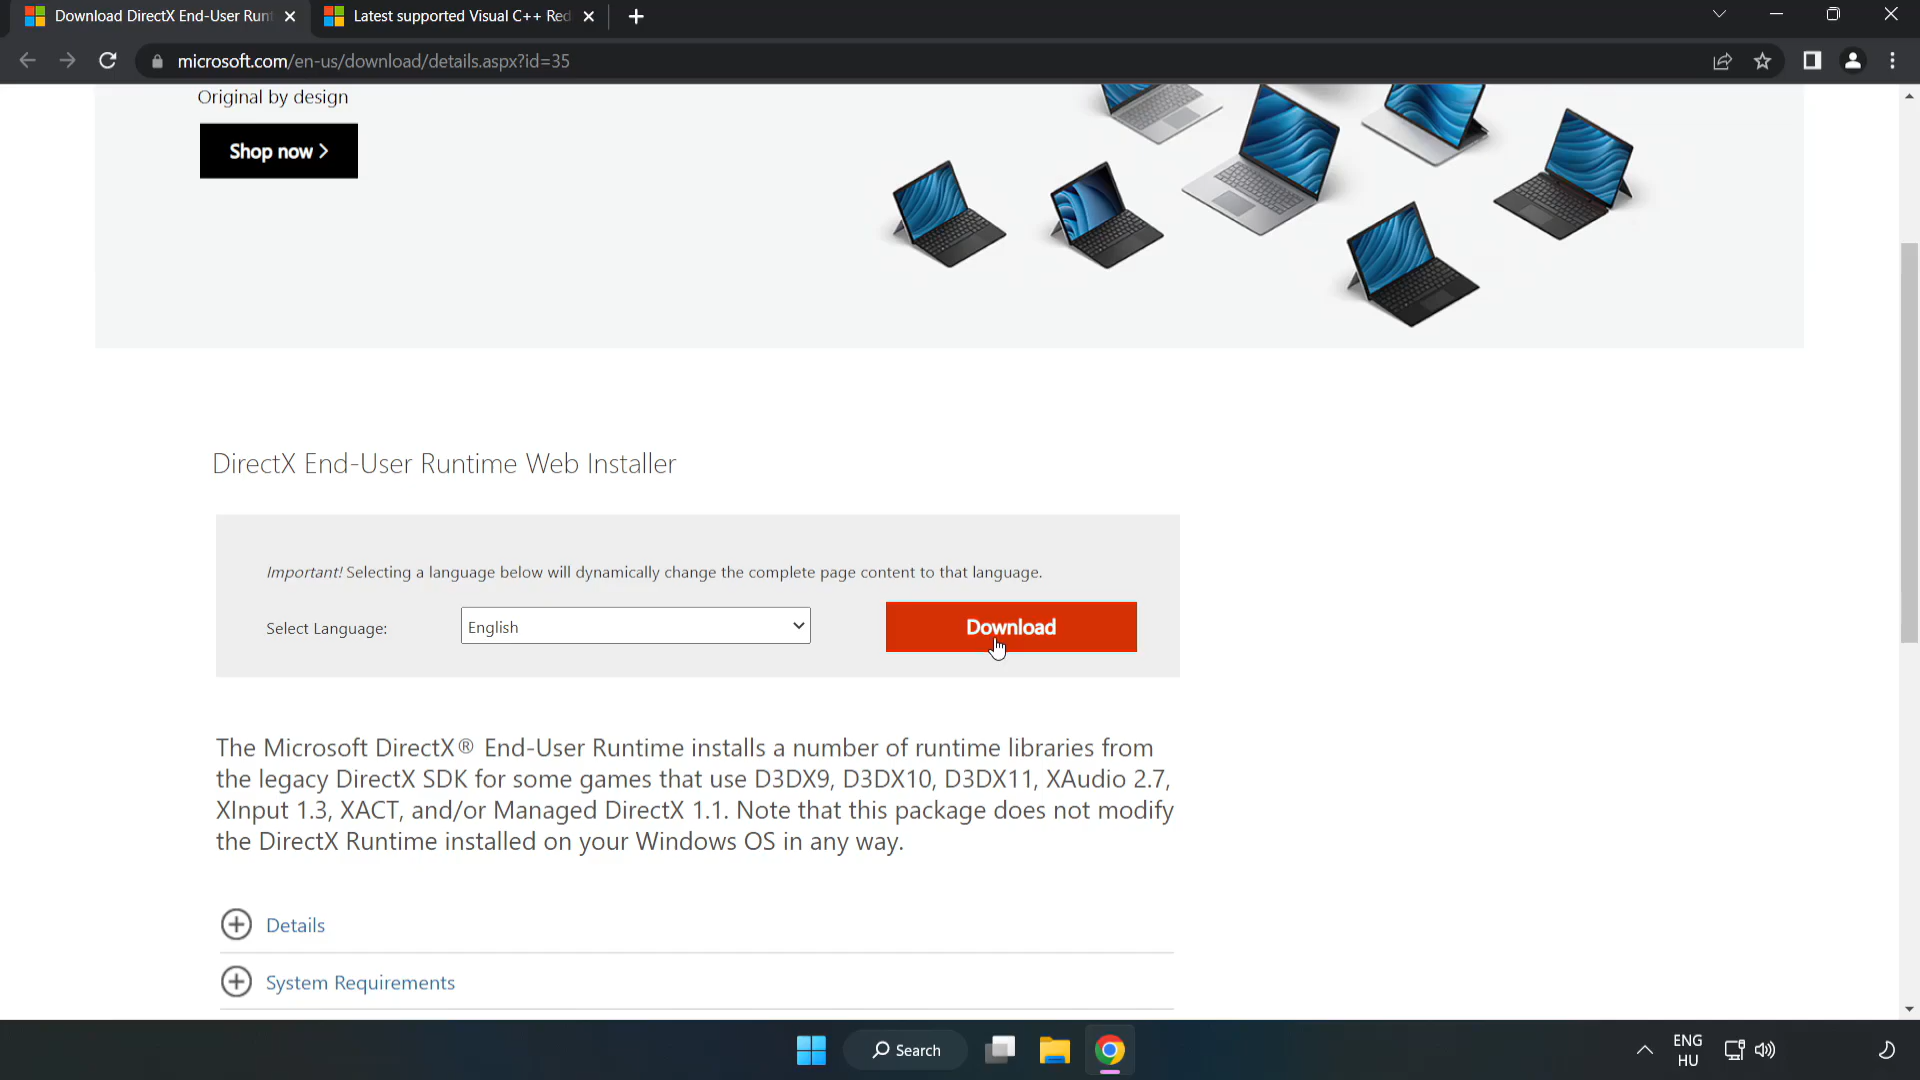 Download DirectX End-User Runt
Latest supported Visual C++ Red
microsoft.com/en-us/download/details.aspx?id=35
Original by design
Shop now >
DirectX End-User Runtime Web Installer
Important! Selecting a language below will dynamically change the complete page content to that language.
Select Language:
English
Download
The Microsoft DirectX® End-User Runtime installs a number of runtime libraries from
the legacy DirectX SDK for some games that use D3DX9, D3DX10, D3DX11, XAudio 2.7,
XInput 1.3, XACT, and/or Managed DirectX 1.1. Note that this package does not modify
the DirectX Runtime installed on your Windows OS in any way.
Details
System Requirements
Search
ENG
HU